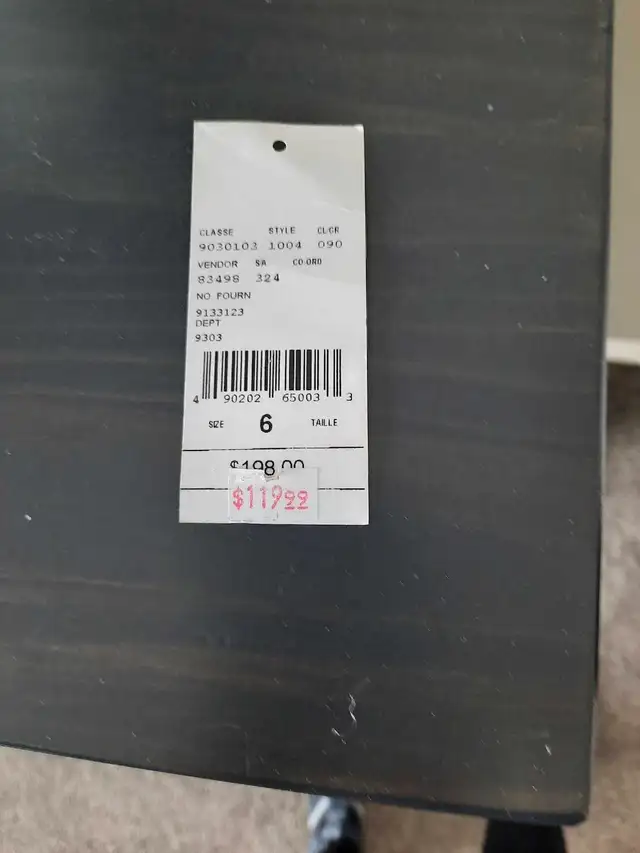 CLASSE STYLE CLCR
9030103 1004 090
VENDOR SA CO-ORD
83498 324
NO FOURN
9133123
DEPT
9303
4 90202 65003 3
SIZE 6 TAILLE
$198.00
$119.99